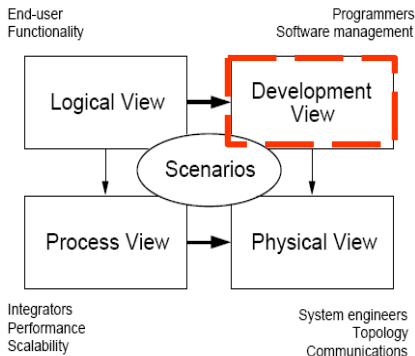 End-user
Functionality
Programmers
Software management
Logical View
Development
View
Scenarios
Process View
Physical View
Integrators
Performance
Scalability
System engineers
Topology
Communications